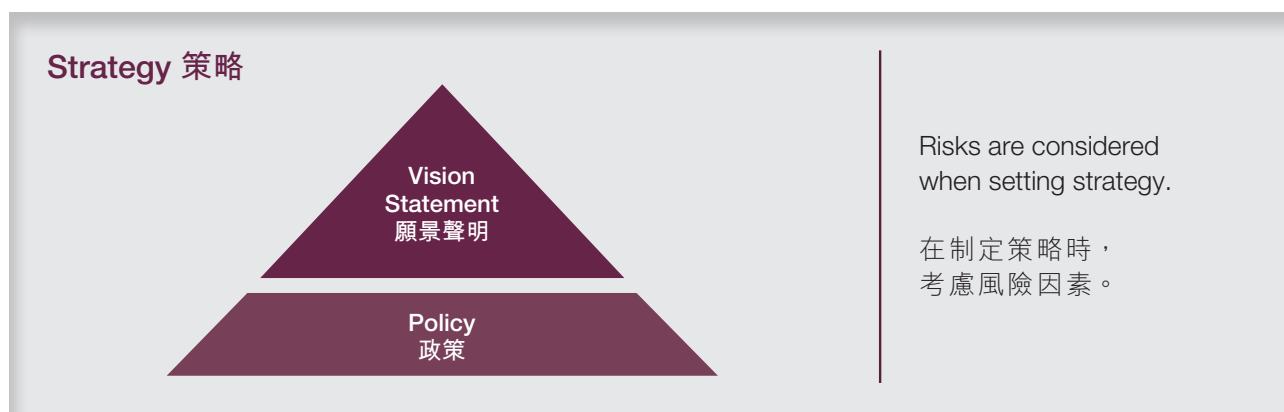 Strategy 策略
Vision
Statement
願景聲明
Policy
政策
Risks are considered
when setting strategy.
在制定策略時，
考慮風險因素。